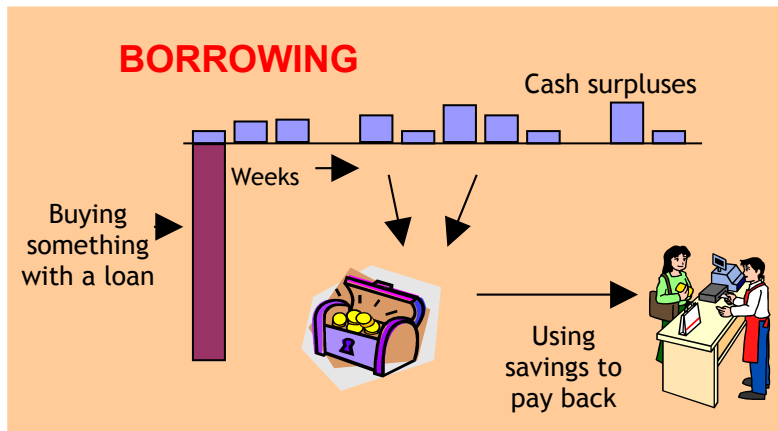 BORROWING
Cash surpluses
Weeks
Buying
something
with a loan
Using
savings to
pay back